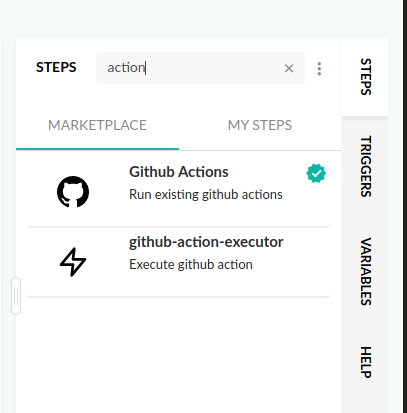 STEPS
action
MARKETPLACE
MY STEPS
Github Actions
Run existing github actions
github-action-executor
Execute github action
STEPS
TRIGGERS
VARIABLES
HELP